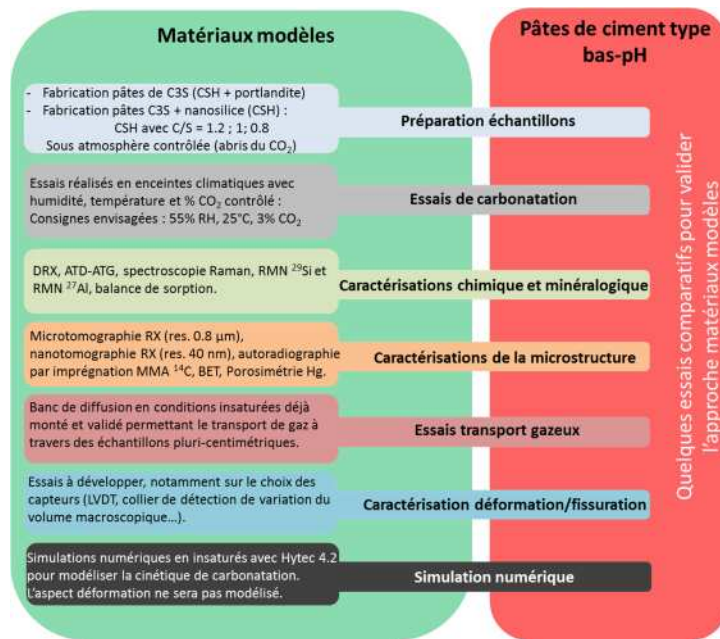 Matériaux modèles
Pâtes de ciment type
bas-pH
- Fabrication pâtes de C3S (CSH + portlandite)
- Fabrication pâtes C3S + nanosilice (CSH) :
CSH avec C/S = 1.2 ; 1; 0.8
Sous atmosphère contrôlée (abris du CO₂)
Préparation échantillons
Essais réalisés en enceintes climatiques avec
humidité, température et % CO₂ contrôlé :
Consignes envisagées : 55% RH, 25°C, 3% CO₂
Essais de carbonatation
DRX, ATD-ATG, spectroscopie Raman, RMN ²⁹Si et
RMN ²⁷Al, balance de sorption.
Caractérisations chimique et minéralogique
Microtomographie RX (res. 0.8 µm),
nanotomographie RX (res. 40 nm), autoradiographie
par imprégnation MMA ¹⁴C, BET, Porosimétrie Hg.
Caractérisations de la microstructure
Banc de diffusion en conditions insaturées déjà
monté et validé permettant le transport de gaz à
travers des échantillons pluri-centimétriques.
Essais transport gazeux
Essai à développer, notamment sur le choix des
capteurs (LVDT, collier de détection de variation du
volume macroscopique...).
Caractérisation déformation/fissuration
Simulations numériques en insaturés avec Hytec 4.2
pour modéliser la cinétique de carbonatation.
L'aspect déformation ne sera pas modélisé.
Simulation numérique
Quelques essais comparatifs pour valider
l'approche matériaux modèles